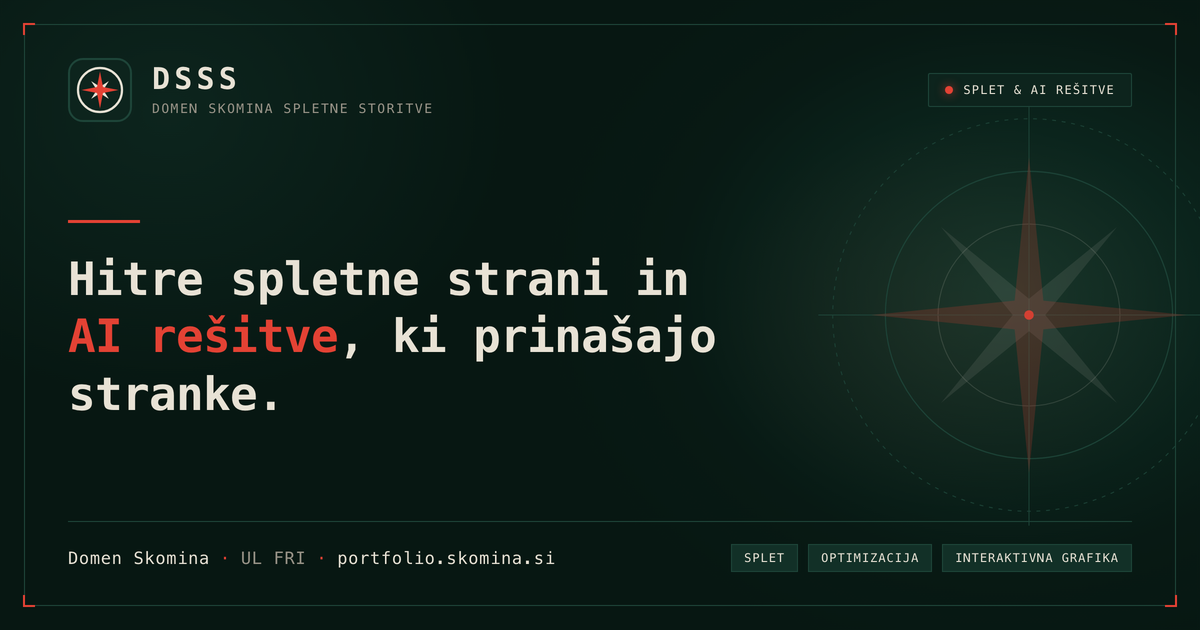 DSSS
DOMEN SKOMINA SPLETNE STORITVE
SPLET & AI REŠITVE
Hitre spletne strani in
AI rešitve, ki prinašajo
stranke.
Domen Skomina · UL FRI · portfolio.skomina.si
SPLET
OPTIMIZACIJA
INTERAKTIVNA GRAFIKA